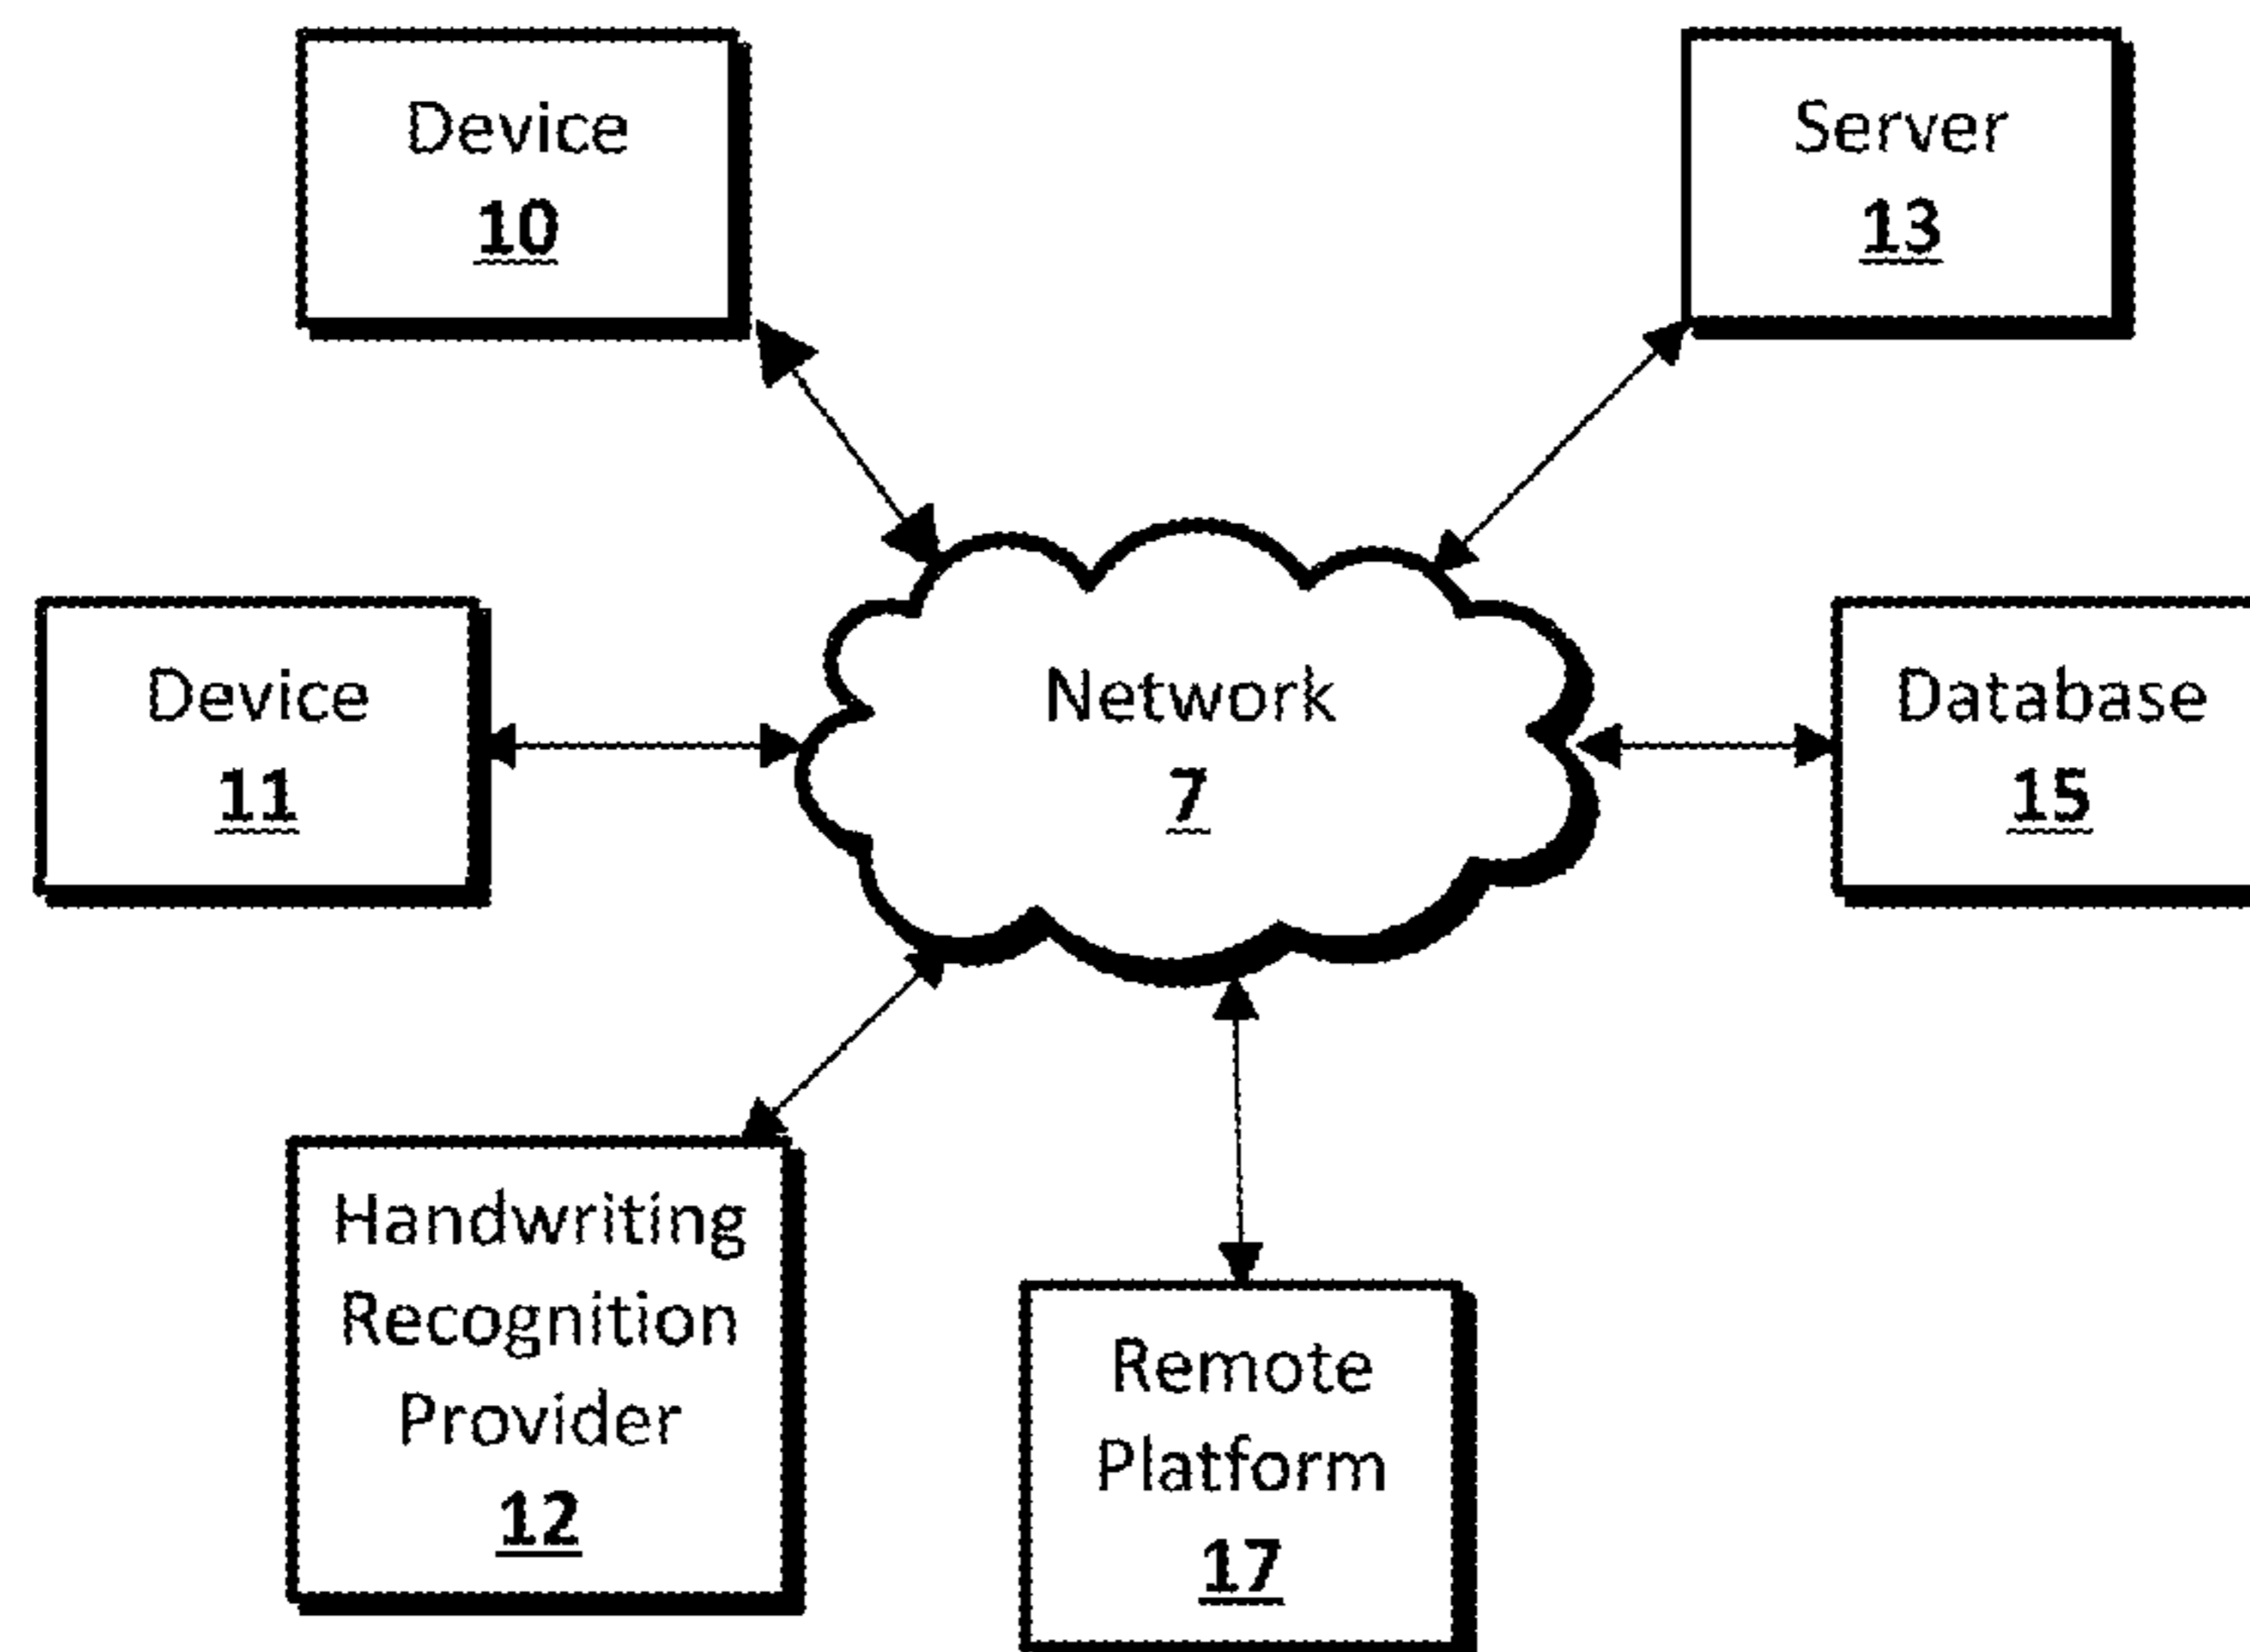 Device
10
Server
13
Device
11
Network
7
Database
15
Handwriting
Recognition
Provider
12
Remote
Platform
17